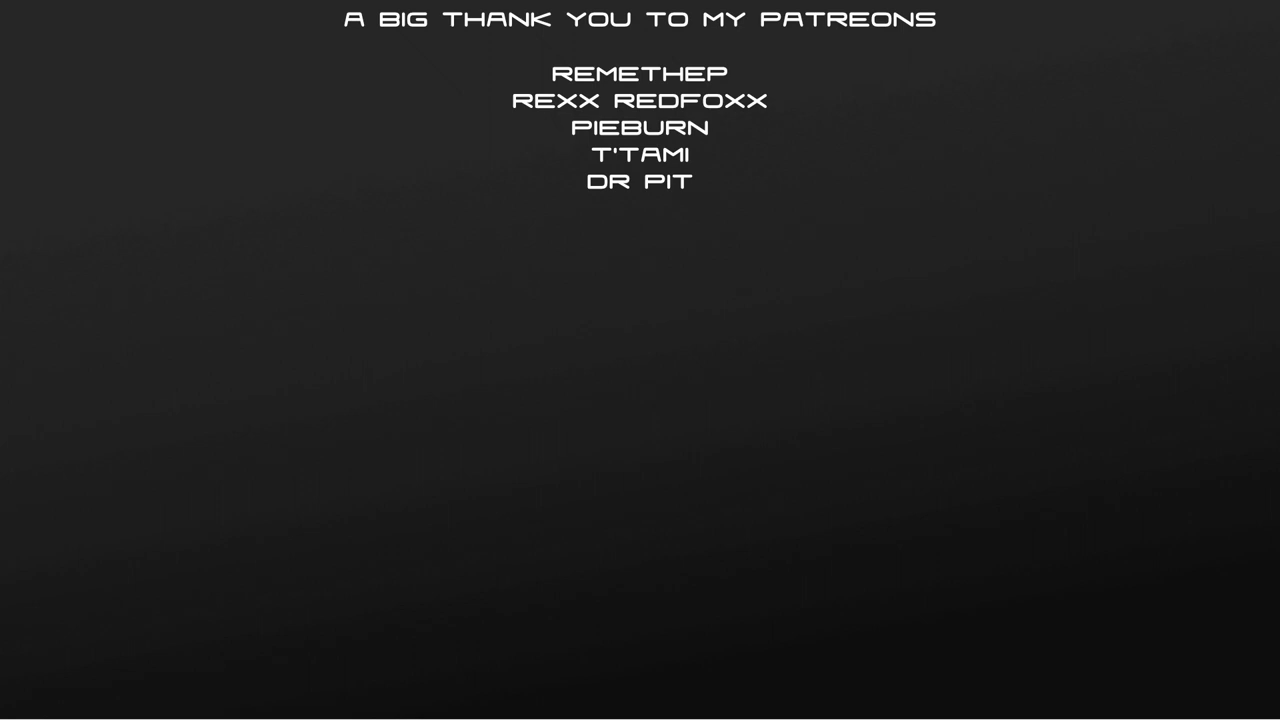 A BIG THANK YOU TO MY PATREONS
REMETHEP
REXX REDFOXX
PIEBURN
T'TAMI
DR PIT